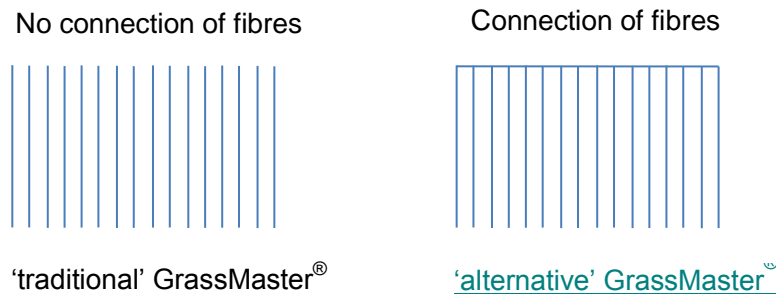 No connection of fibres
Connection of fibres
‘traditional’ GrassMaster®
‘alternative’ GrassMaster®